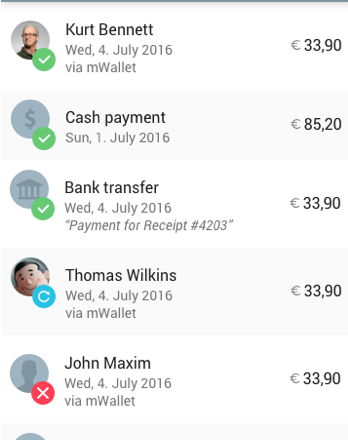 Kurt Bennett
Wed, 4. July 2016
via mWallet
€ 33,90
Cash payment
Sun, 1. July 2016
€ 85,20
Bank transfer
Wed, 4. July 2016
“Payment for Receipt #4203”
€ 33,90
Thomas Wilkins
Wed, 4. July 2016
via mWallet
€ 33,90
John Maxim
Wed, 4. July 2016
via mWallet
€ 33,90